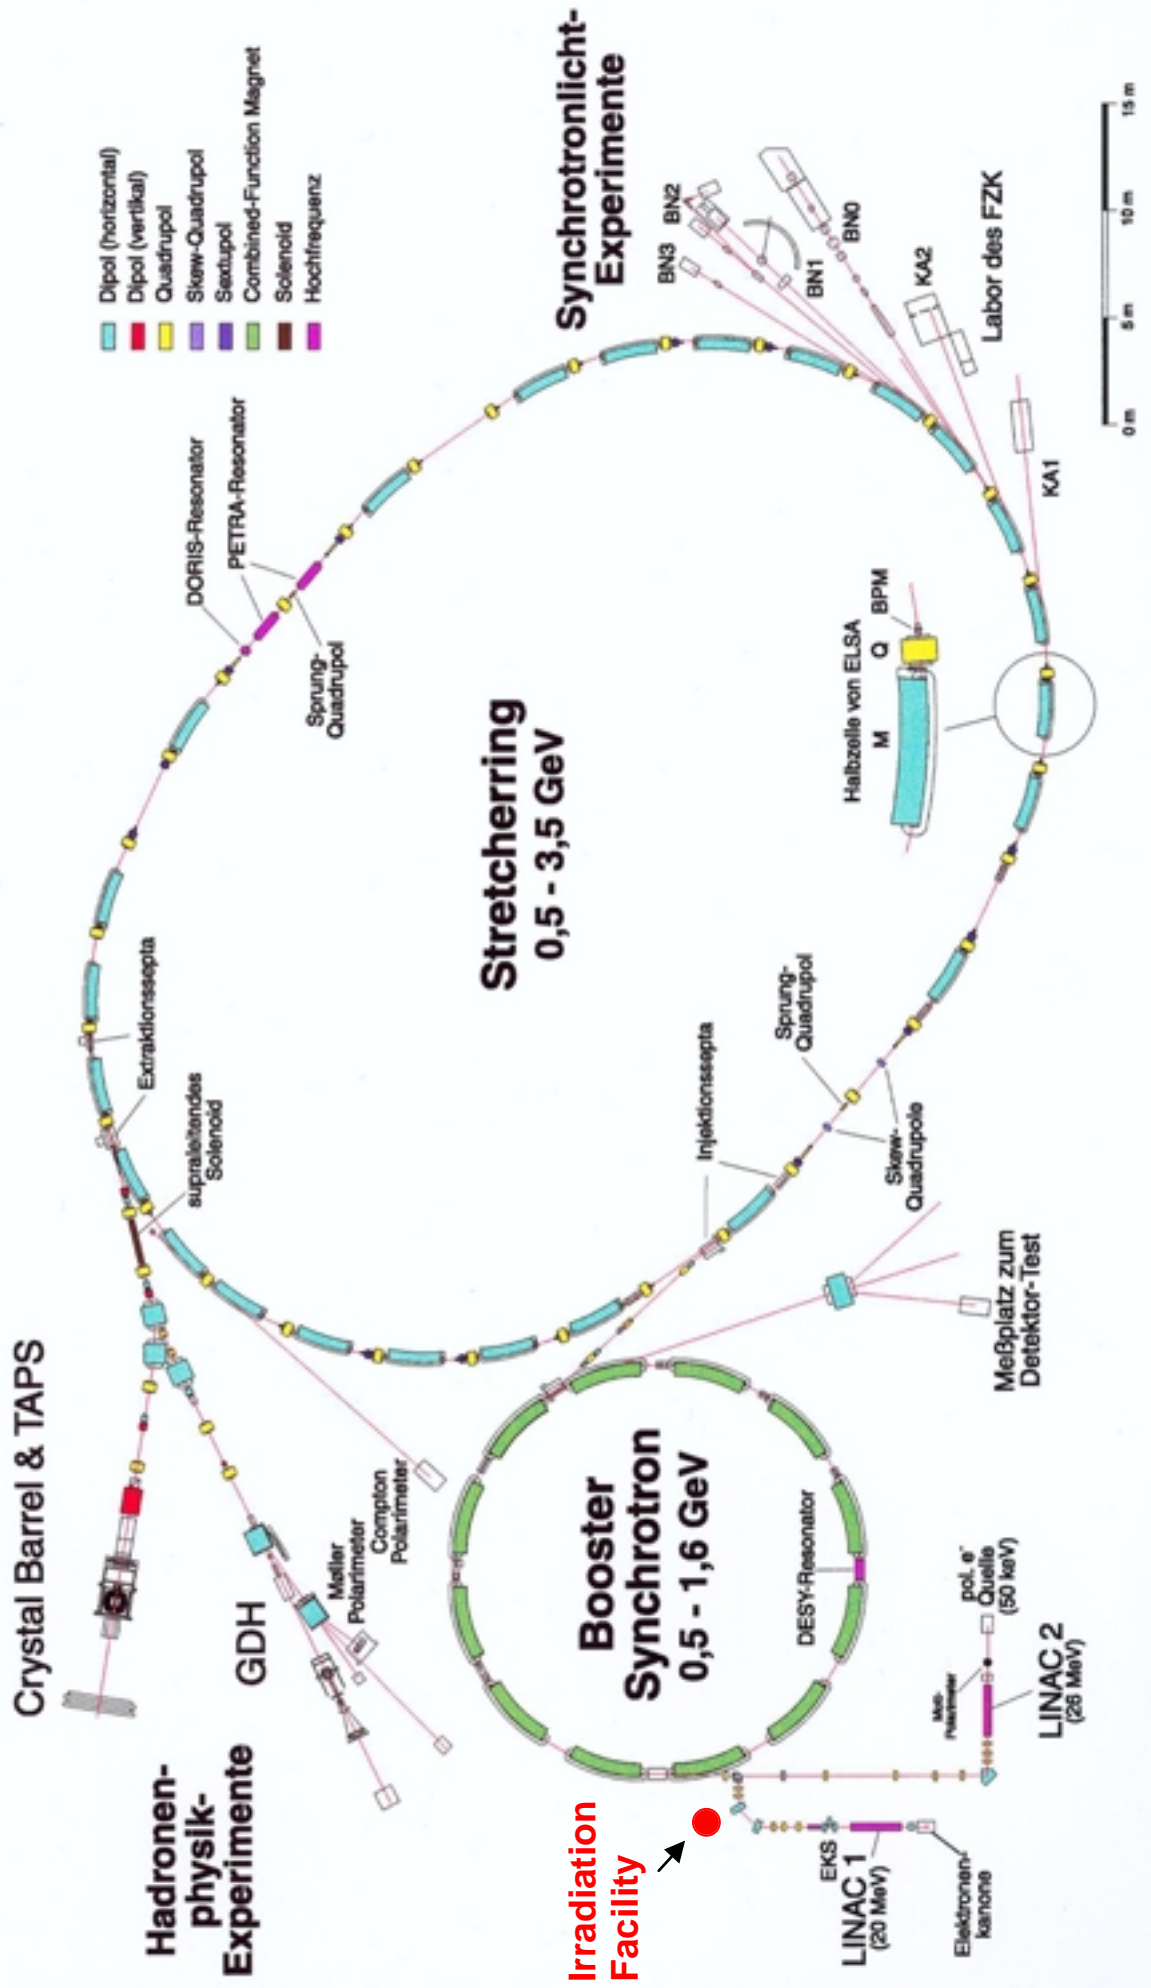 Crystal Barrel & TAPS
Dipol (horizontal)
Dipol (vertikal)
Quadrupol
Skew-Quadrupol
Sextupol
Combined-Function Magnet
Solenoid
Hochfrequenz
DORIS-Resonator
PETRA-Resonator
Sprung-
Quadrupol
Extraktionssepta
supraleitendes
Solenoid
Hadronen-
physik-
Experimente
GDH
Møller
Polarimeter
Compton
Polarimeter
Stretcherring
0,5 - 3,5 GeV
Synchrotronlicht-
Experimente
BN3
BN2
BN1
BN0
KA2
Labor des FZK
KA1
0 m
5 m
10 m
15 m
Halbzelle von ELSA
M
Q
BPM
Injektionssepta
Sprung-
Quadrupol
Skew-
Quadrupole
Meßplatz zum
Detektor-Test
Booster
Synchrotron
0,5 - 1,6 GeV
DESY-Resonator
Irradiation
Facility
EKS
LINAC 1
(20 MeV)
Elektronen-
kanone
Mott-
Polarimeter
pol. e⁻
Quelle
(50 keV)
LINAC 2
(26 MeV)